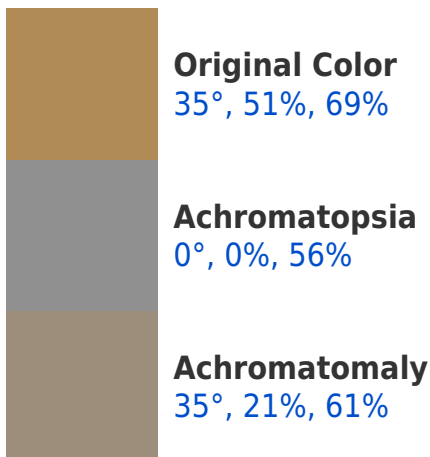 Original Color
35°, 51%, 69%
Achromatopsia
0°, 0%, 56%
Achromatomaly
35°, 21%, 61%